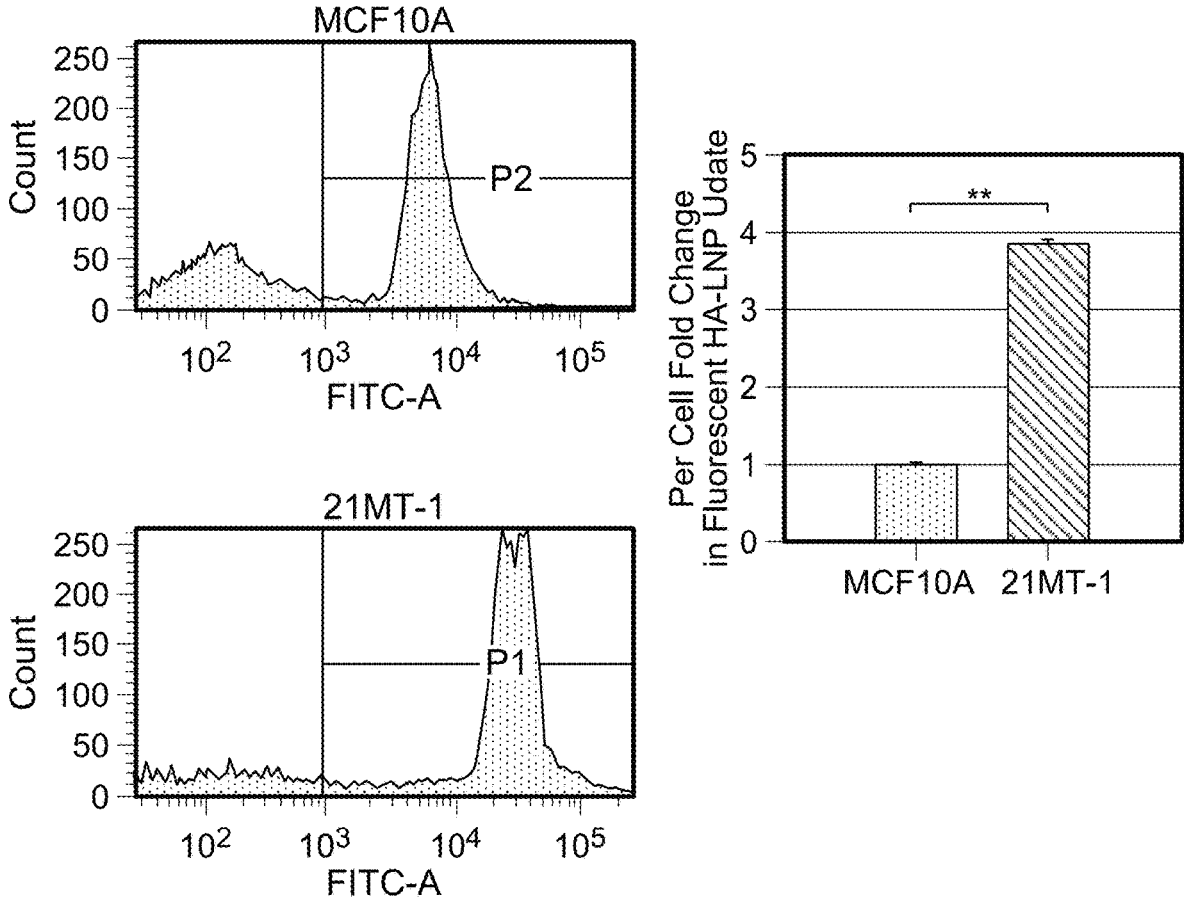 MCF10A
250
200
150
100
50
0
Count
P2
10² 10³ 10⁴ 10⁵
FITC-A
21MT-1
250
200
150
100
50
0
Count
P1
10² 10³ 10⁴ 10⁵
FITC-A
Per Cell Fold Change
in Fluorescent HA-LNP Udate
5
4
3
2
1
0
**
MCF10A 21MT-1